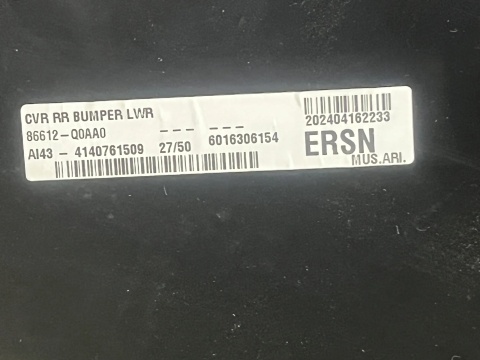 CVR RR BUMPER LWR
86612-Q0AA0 --- ---
AI43 - 4140761509 27/50 6016306154
202404162233
ERSN
MUS.ARI.